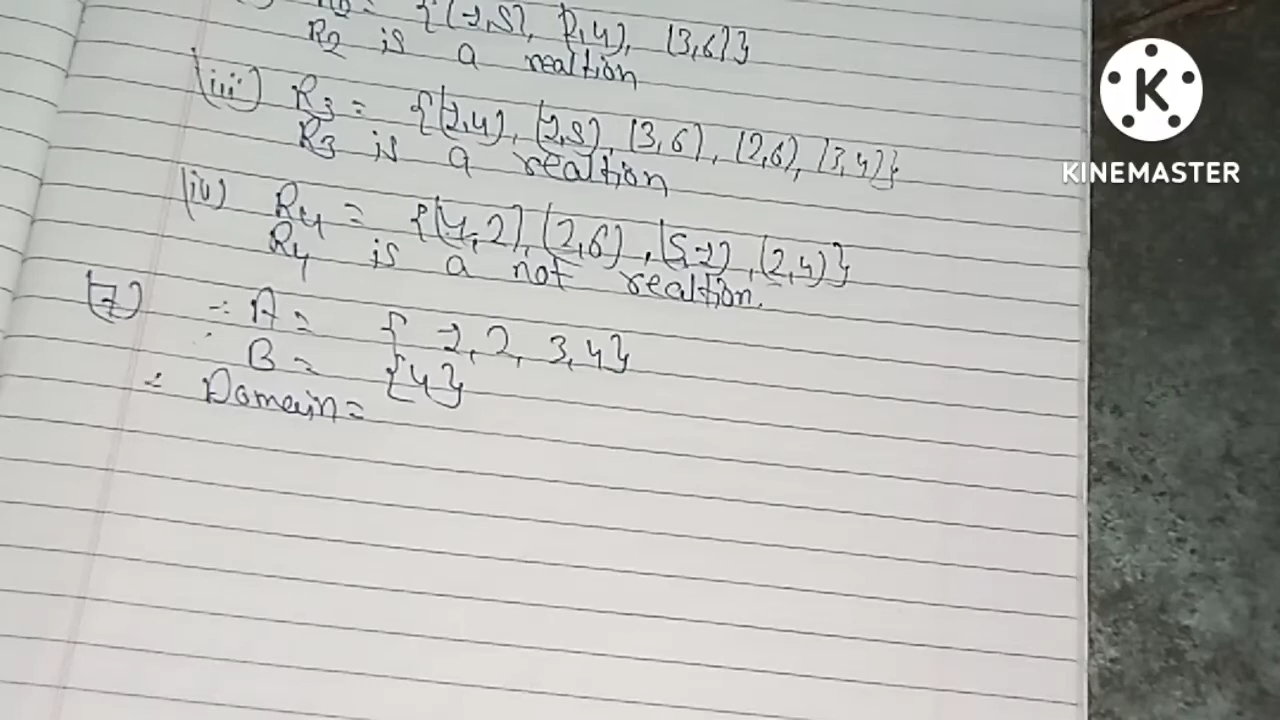 R2 is a realtion
(iii) R3 = {(2,4), (2,5), (3,6), (2,6), (3,4)}
R3 is a realtion
(iv) R4 = {(4,2), (2,6), (5,-2), (2,4)}
R4 is a not realtion.
(7) ∵ A = { -2, 2, 3, 4}
B = {4}
∴ Domain =
K
KINEMASTER